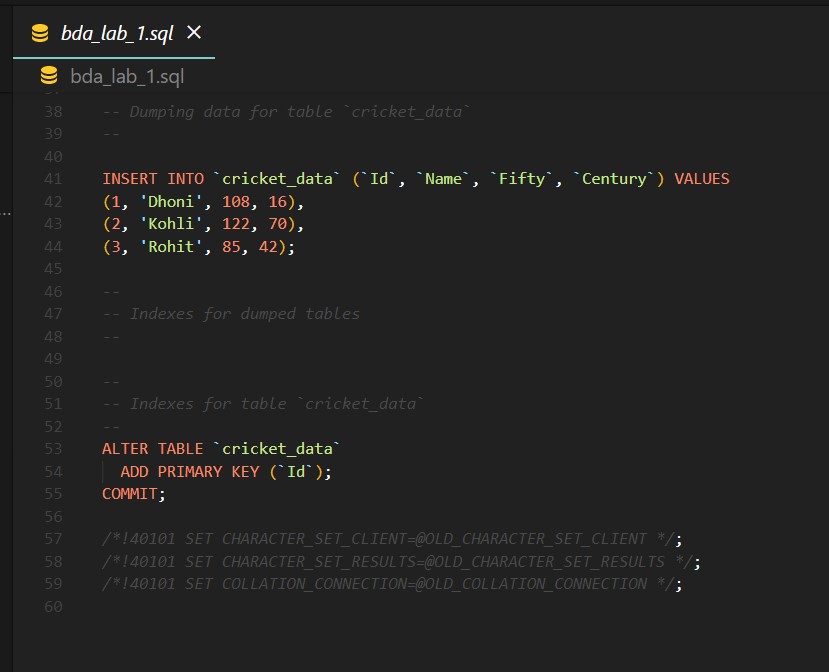 bda_lab_1.sql ×
bda_lab_1.sql
38 -- Dumping data for table `cricket_data`
39 --
40
41 INSERT INTO `cricket_data` (`Id`, `Name`, `Fifty`, `Century`) VALUES
42 (1, 'Dhoni', 108, 16),
43 (2, 'Kohli', 122, 70),
44 (3, 'Rohit', 85, 42);
45
46 --
47 -- Indexes for dumped tables
48 --
49
50 --
51 -- Indexes for table `cricket_data`
52 --
53 ALTER TABLE `cricket_data`
54   ADD PRIMARY KEY (`Id`);
55 COMMIT;
56
57 /*!40101 SET CHARACTER_SET_CLIENT=@OLD_CHARACTER_SET_CLIENT */;
58 /*!40101 SET CHARACTER_SET_RESULTS=@OLD_CHARACTER_SET_RESULTS */;
59 /*!40101 SET COLLATION_CONNECTION=@OLD_COLLATION_CONNECTION */;
60